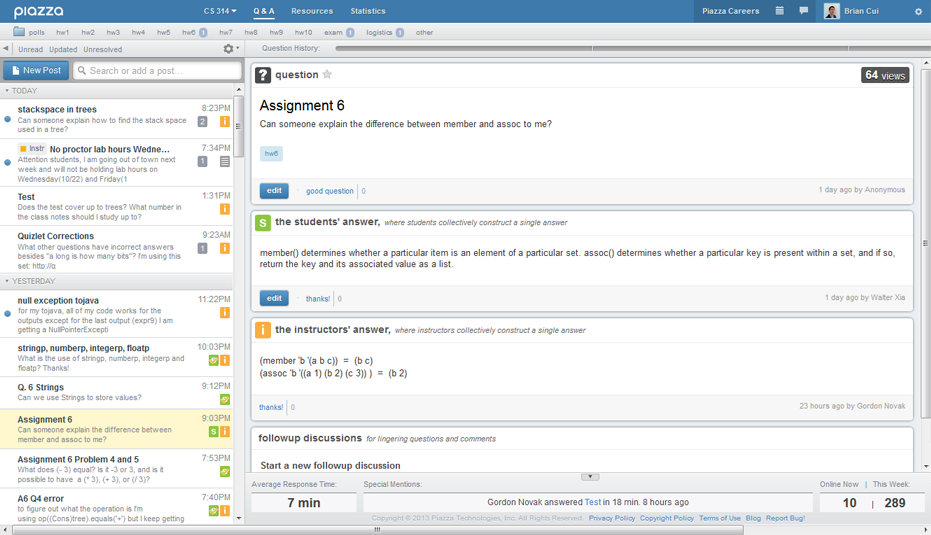 piazza CS 314 Q & A Resources Statistics Piazza Careers Brian Cui
polls hw1 hw2 hw3 hw4 hw5 hw6 1 hw7 hw8 hw9 hw10 exam 1 logistics 1 other
Unread Updated Unresolved
Question History:
New Post Search or add a post...
TODAY
stackspace in trees 8:23PM
Can someone explain how to find the stack space
used in a tree? 2 i
Instr No proctor lab hours Wedne... 7:34PM
Attention students, I am going out of town next 1
week and will not be holding lab hours on
Wednesday(10/22) and Friday(1
Test 1:31PM
Does the test cover up to trees? What number in
the class notes should I study up to? i
Quizlet Corrections 9:23AM
What other questions have incorrect answers 1 i
besides "a long is how many bits"? I'm using this
set: http://q
YESTERDAY
null exception tojava 11:22PM
for my tojava, all of my code works for the i
outputs except for the last output (expr9) I am
getting a NullPointerExcepti
stringp, numberp, integerp, floatp 10:03PM
What is the use of stringp, numberp, integerp and
floatp? Thanks! i
Q. 6 Strings 9:12PM
Can we use Strings to store values?
Assignment 6 9:03PM
Can someone explain the difference between S i
member and assoc to me?
Assignment 6 Problem 4 and 5 7:53PM
What does (- 3) equal? Is it -3 or 3, and is it
possible to have a (* 3), (+ 3), or (/ 3)?
A6 Q4 error 7:40PM
to figure out what the operation is I'm i
using op((Cons)tree).equals('+') but I keep getting
? question 64 views
Assignment 6
Can someone explain the difference between member and assoc to me?
hw6
edit good question 0 1 day ago by Anonymous
S the students' answer, where students collectively construct a single answer
member() determines whether a particular item is an element of a particular set. assoc() determines whether a particular key is present within a set, and if so,
return the key and its associated value as a list.
edit thanks! 0 1 day ago by Walter Xia
i the instructors' answer, where instructors collectively construct a single answer
(member 'b '(a b c)) = (b c)
(assoc 'b '((a 1) (b 2) (c 3)) ) = (b 2)
thanks! 0 23 hours ago by Gordon Novak
followup discussions for lingering questions and comments
Start a new followup discussion
Average Response Time: Special Mentions: Online Now | This Week:
7 min Gordon Novak answered Test in 18 min. 8 hours ago 10 | 289
Copyright © 2013 Piazza Technologies, Inc. All Rights Reserved. Privacy Policy Copyright Policy Terms of Use Blog Report Bug!